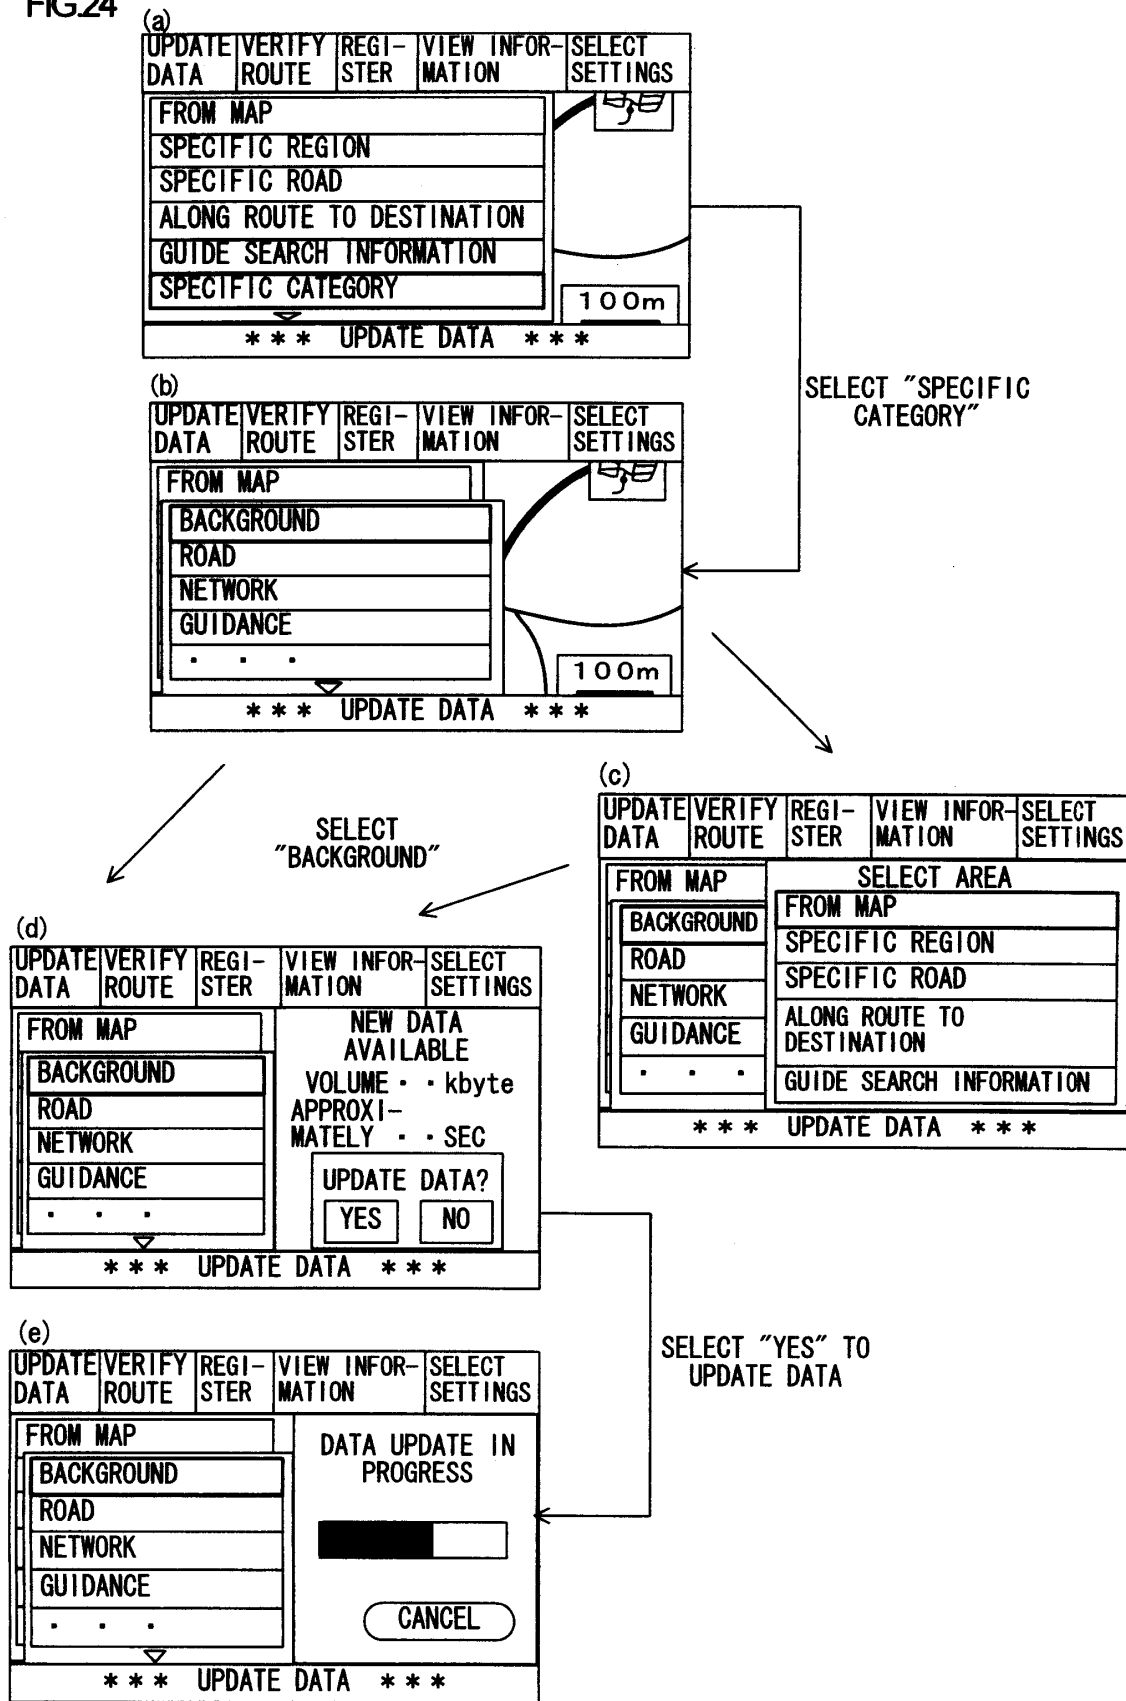 FIG.24
(a)
UPDATE DATA VERIFY ROUTE REGI- STER VIEW INFOR- MATION SELECT SETTINGS
FROM MAP
SPECIFIC REGION
SPECIFIC ROAD
ALONG ROUTE TO DESTINATION
GUIDE SEARCH INFORMATION
SPECIFIC CATEGORY
100m
*** UPDATE DATA ***
SELECT "SPECIFIC
CATEGORY"
(b)
UPDATE DATA VERIFY ROUTE REGI- STER VIEW INFOR- MATION SELECT SETTINGS
FROM MAP
BACKGROUND
ROAD
NETWORK
GUIDANCE
. . .
100m
*** UPDATE DATA ***
SELECT
"BACKGROUND"
(c)
UPDATE DATA VERIFY ROUTE REGI- STER VIEW INFOR- MATION SELECT SETTINGS
FROM MAP
BACKGROUND
ROAD
NETWORK
GUIDANCE
. . .
SELECT AREA
FROM MAP
SPECIFIC REGION
SPECIFIC ROAD
ALONG ROUTE TO
DESTINATION
GUIDE SEARCH INFORMATION
*** UPDATE DATA ***
(d)
UPDATE DATA VERIFY ROUTE REGI- STER VIEW INFOR- MATION SELECT SETTINGS
FROM MAP
BACKGROUND
ROAD
NETWORK
GUIDANCE
. . .
NEW DATA
AVAILABLE
VOLUME · · kbyte
APPROXI-
MATELY · · SEC
UPDATE DATA?
YES NO
*** UPDATE DATA ***
SELECT "YES" TO
UPDATE DATA
(e)
UPDATE DATA VERIFY ROUTE REGI- STER VIEW INFOR- MATION SELECT SETTINGS
FROM MAP
BACKGROUND
ROAD
NETWORK
GUIDANCE
. . .
DATA UPDATE IN
PROGRESS
CANCEL
*** UPDATE DATA ***